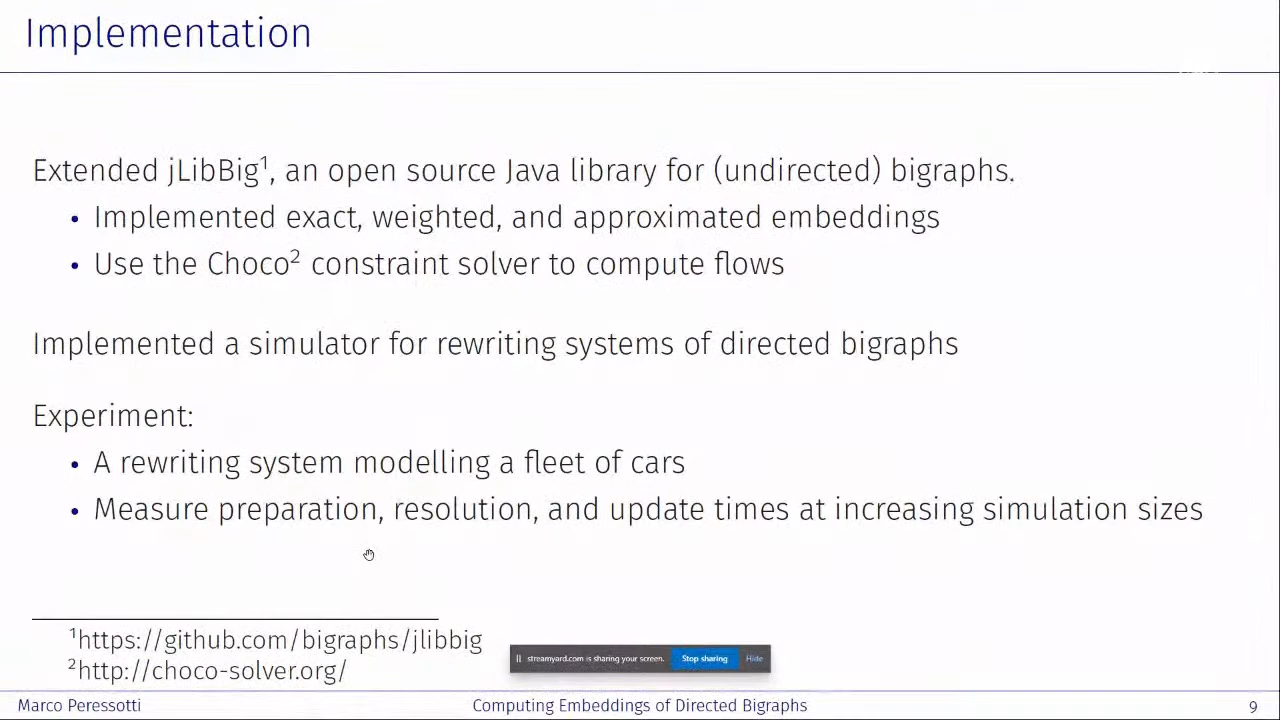 Implementation
Extended jLibBig¹, an open source Java library for (undirected) bigraphs.
• Implemented exact, weighted, and approximated embeddings
• Use the Choco² constraint solver to compute flows
Implemented a simulator for rewriting systems of directed bigraphs
Experiment:
• A rewriting system modelling a fleet of cars
• Measure preparation, resolution, and update times at increasing simulation sizes
¹https://github.com/bigraphs/jlibbig
²http://choco-solver.org/
streamyard.com is sharing your screen. Stop sharing Hide
Marco Peressotti Computing Embeddings of Directed Bigraphs 9